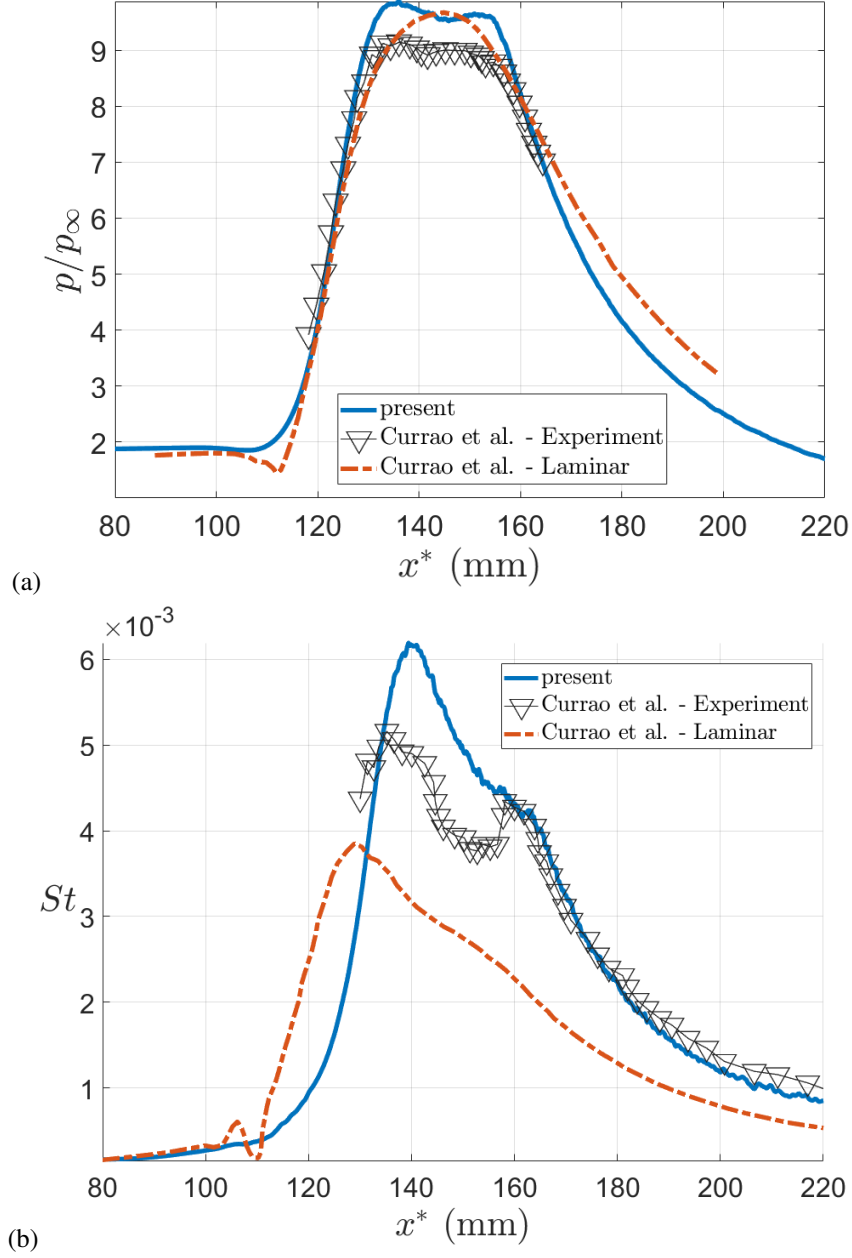 9
8
7
6
5
4
3
2
p/p∞
present
Currao et al. - Experiment
Currao et al. - Laminar
80 100 120 140 160 180 200 220
x* (mm)
(a)
×10-3
6
5
4
3
2
1
St
present
Currao et al. - Experiment
Currao et al. - Laminar
80 100 120 140 160 180 200 220
x* (mm)
(b)